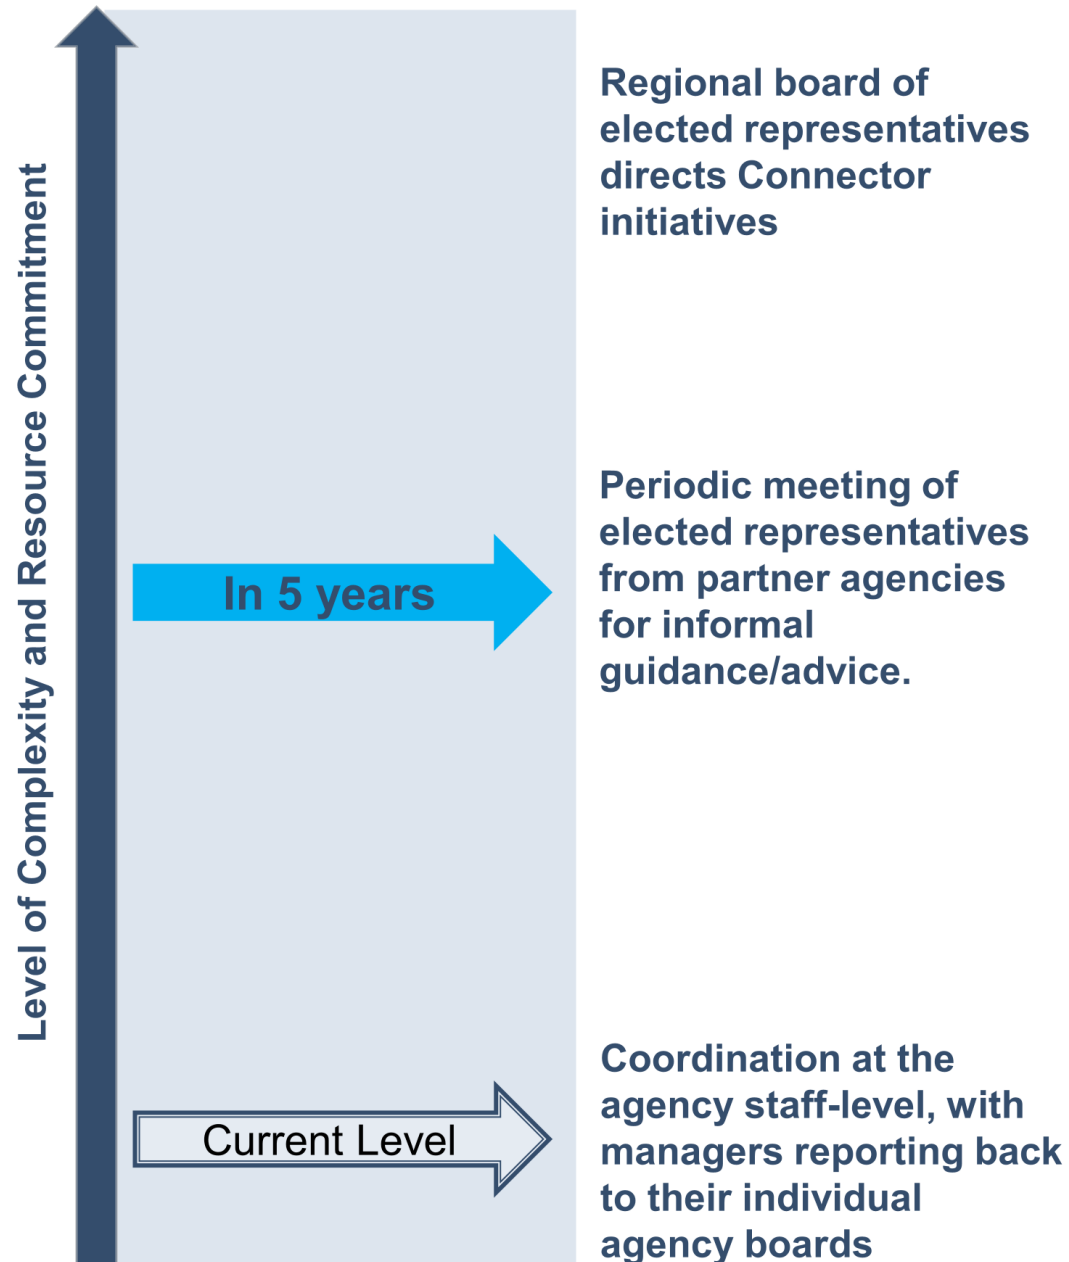 Level of Complexity and Resource Commitment
Regional board of
elected representatives
directs Connector
initiatives
In 5 years
Periodic meeting of
elected representatives
from partner agencies
for informal
guidance/advice.
Current Level
Coordination at the
agency staff-level, with
managers reporting back
to their individual
agency boards